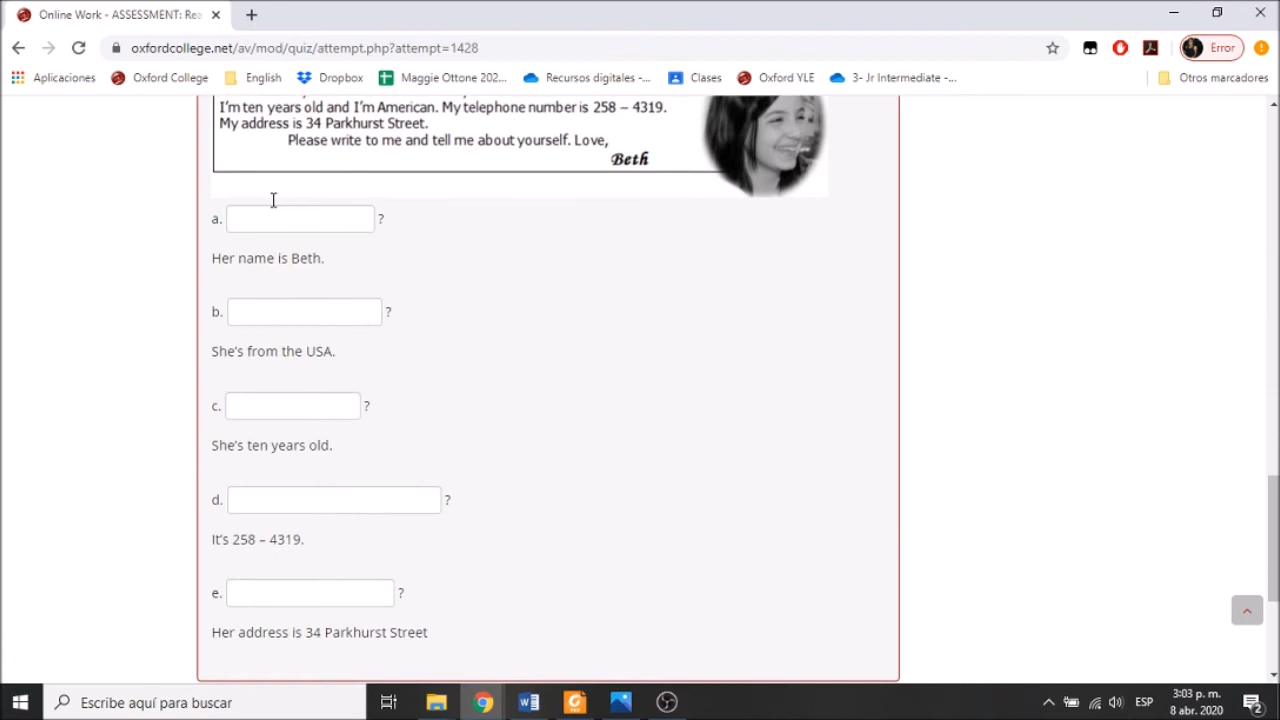 Online Work - ASSESSMENT: Rea
oxfordcollege.net/av/mod/quiz/attempt.php?attempt=1428
Error
Aplicaciones
Oxford College
English
Dropbox
Maggie Ottone 202...
Recursos digitales -...
Clases
Oxford YLE
3- Jr Intermediate -...
Otros marcadores
I'm ten years old and I'm American. My telephone number is 258 – 4319.
My address is 34 Parkhurst Street.
Please write to me and tell me about yourself. Love,
Beth
a. ?
Her name is Beth.
b. ?
She's from the USA.
c. ?
She's ten years old.
d. ?
It's 258 – 4319.
e. ?
Her address is 34 Parkhurst Street
Escribe aquí para buscar
ESP
3:03 p. m.
8 abr. 2020
2